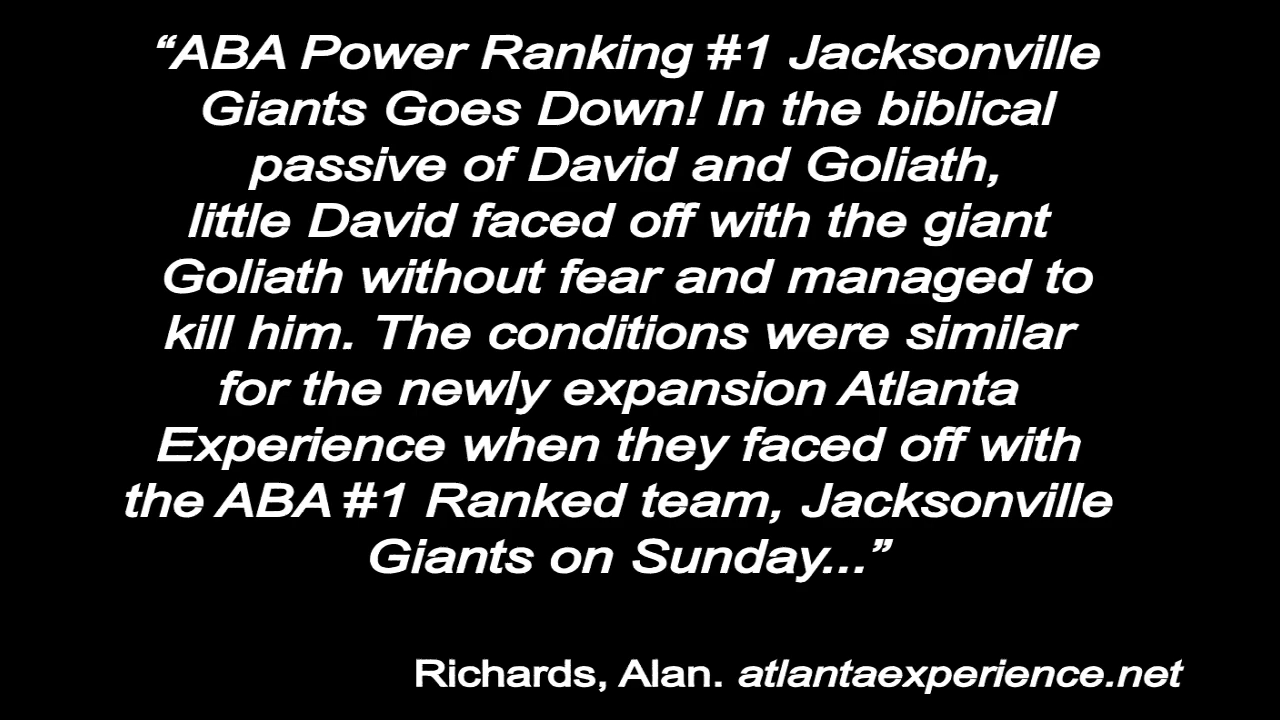 “ABA Power Ranking #1 Jacksonville
Giants Goes Down! In the biblical
passive of David and Goliath,
little David faced off with the giant
Goliath without fear and managed to
kill him. The conditions were similar
for the newly expansion Atlanta
Experience when they faced off with
the ABA #1 Ranked team, Jacksonville
Giants on Sunday...”
Richards, Alan. atlantaexperience.net